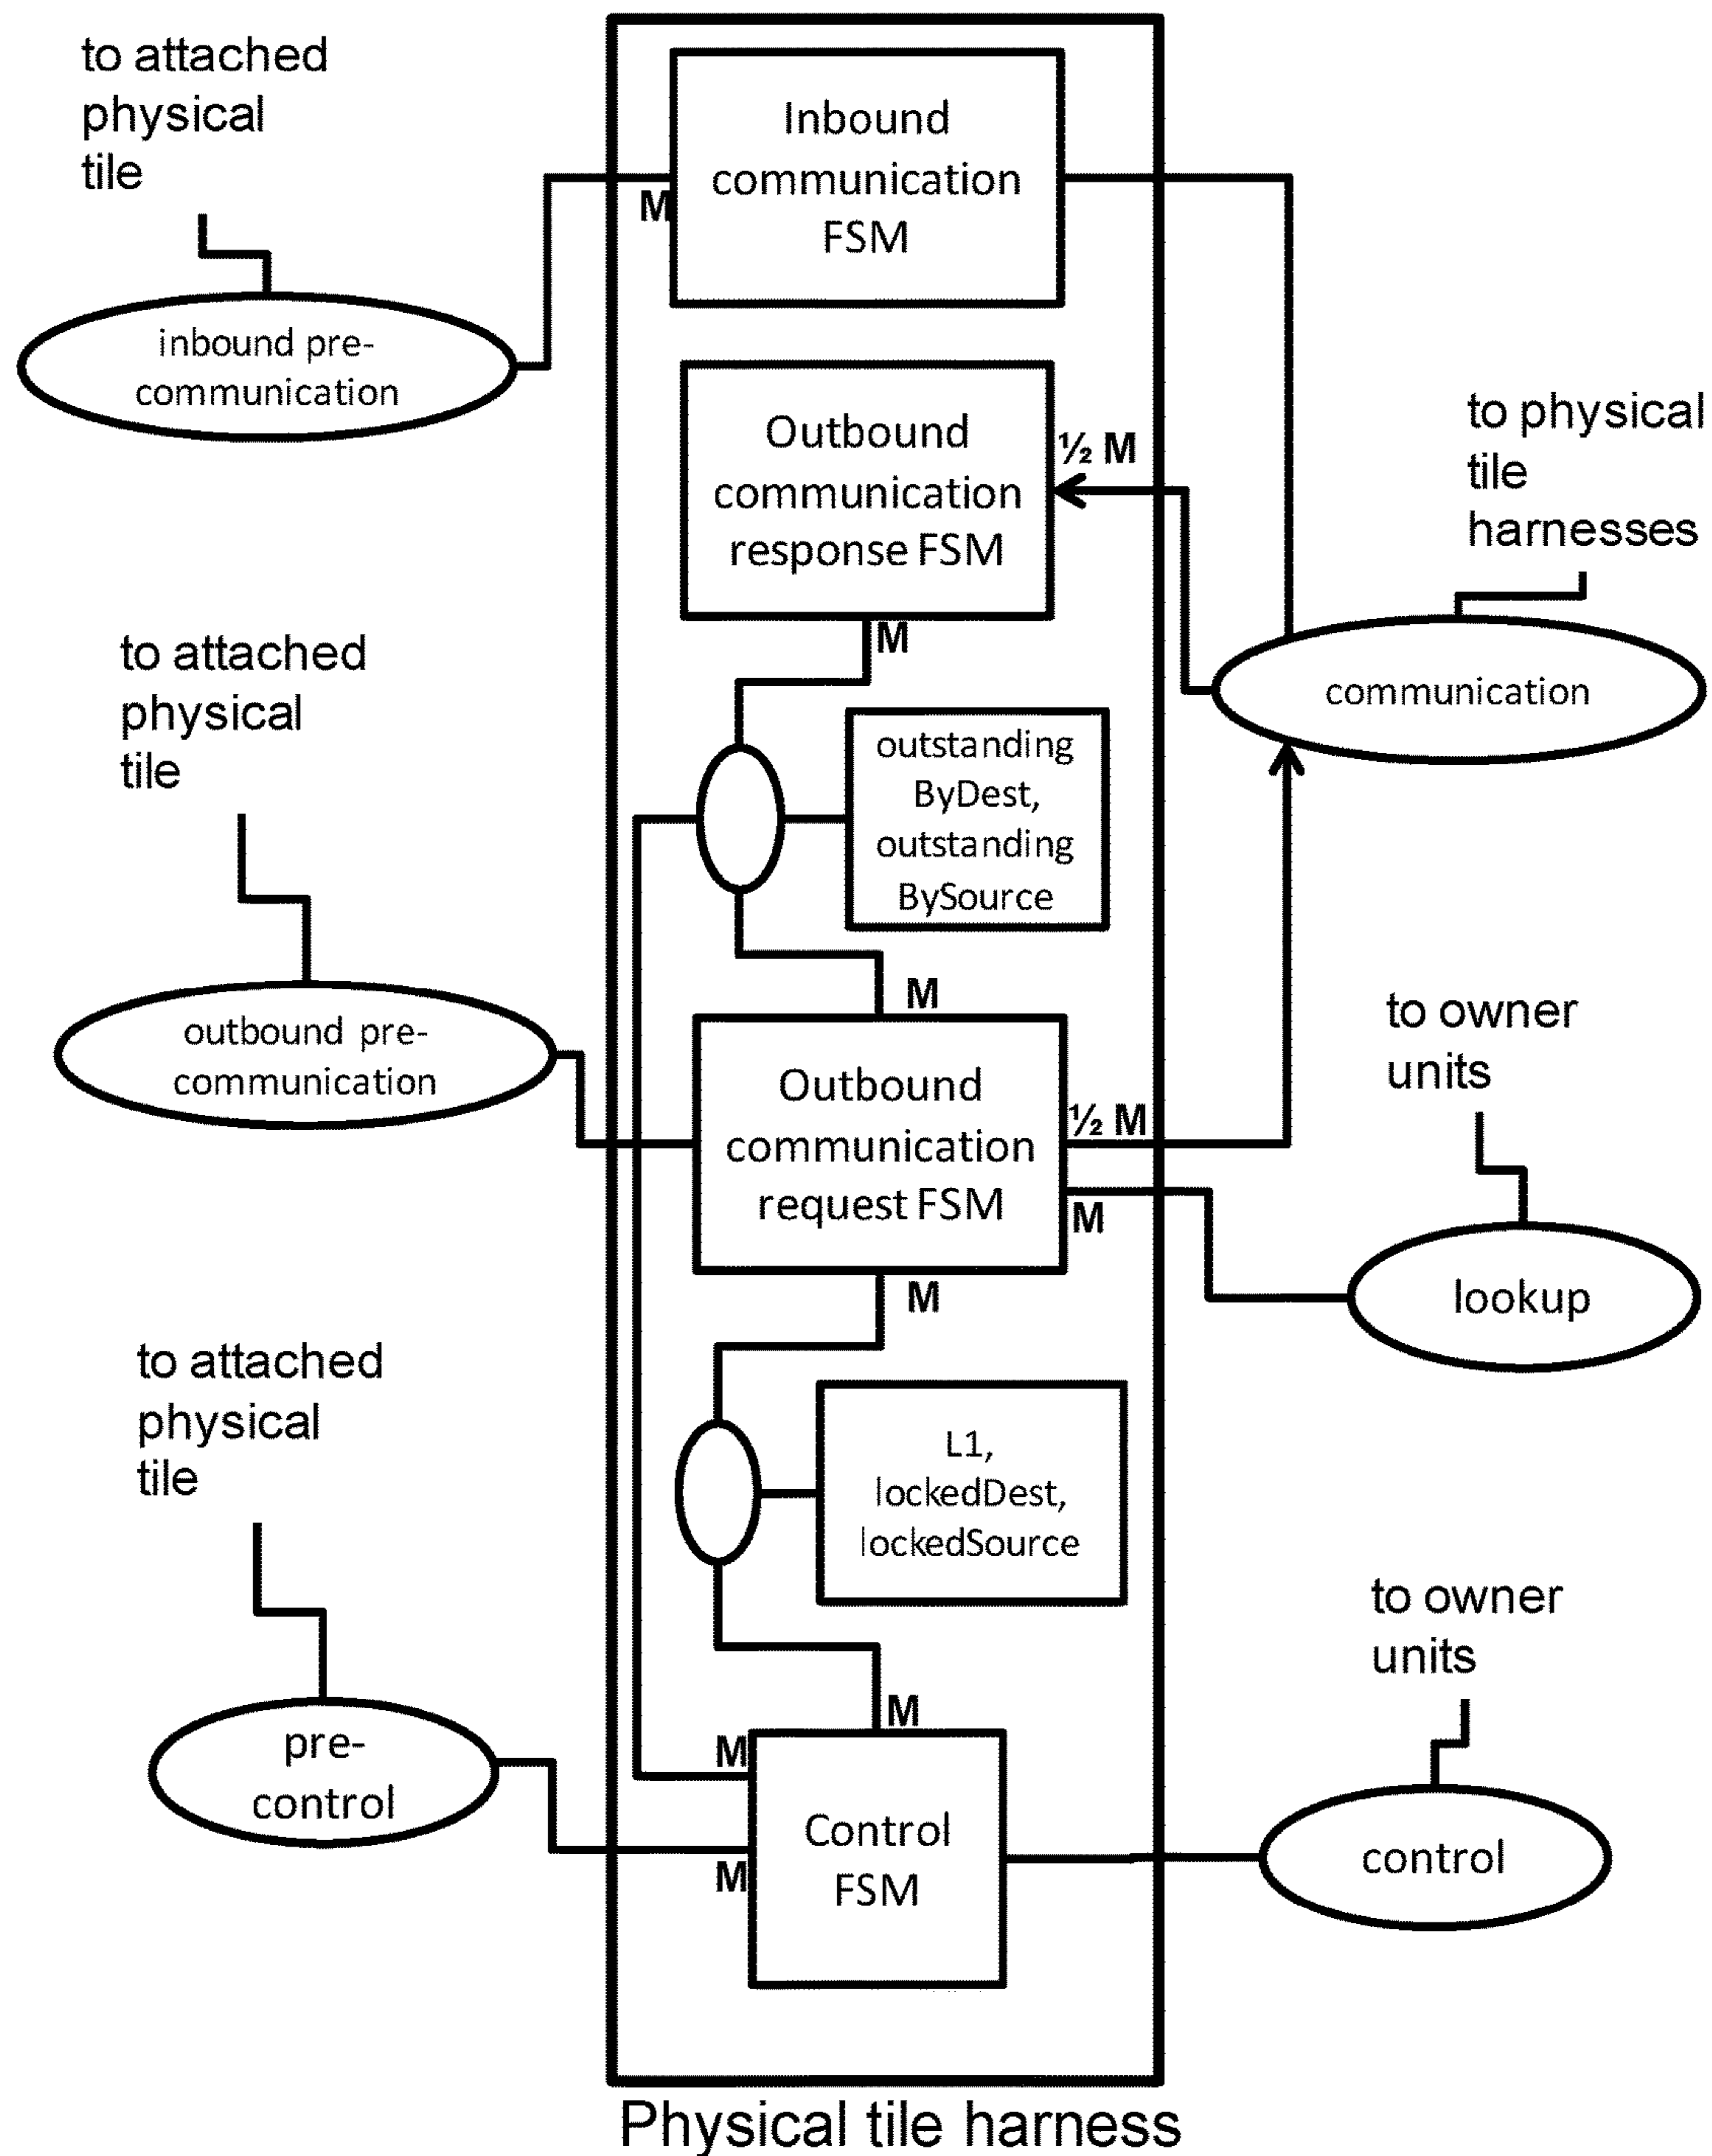 to attached
physical
tile
Inbound
communication
FSM
M
inbound pre-
communication
Outbound
communication
response FSM
½ M
M
to physical
tile
harnesses
communication
to attached
physical
tile
outstanding
ByDest,
outstanding
BySource
M
outbound pre-
communication
Outbound
communication
request FSM
½ M
M
M
to owner
units
lookup
to attached
physical
tile
L1,
lockedDest,
lockedSource
to owner
units
M
M
M
pre-
control
Control
FSM
control
Physical tile harness